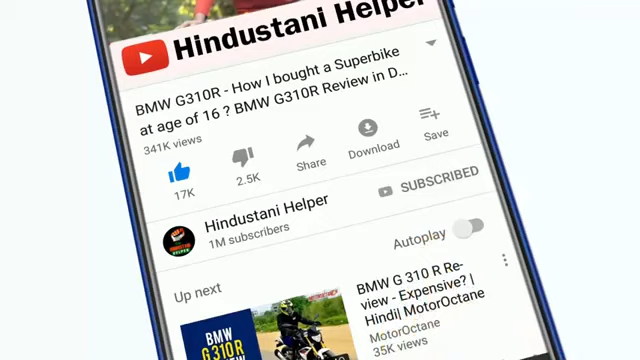 Hindustani Helper
BMW G310R - How I bought a Superbike
at age of 16 ? BMW G310R Review in D...
341K views
17K
2.5K
Share
Download
Save
Hindustani Helper
1M subscribers
SUBSCRIBED
Autoplay
Up next
BMW
G310R
BMW G 310 R Re-
view - Expensive? |
Hindi| MotorOctane
MotorOctane
35K views